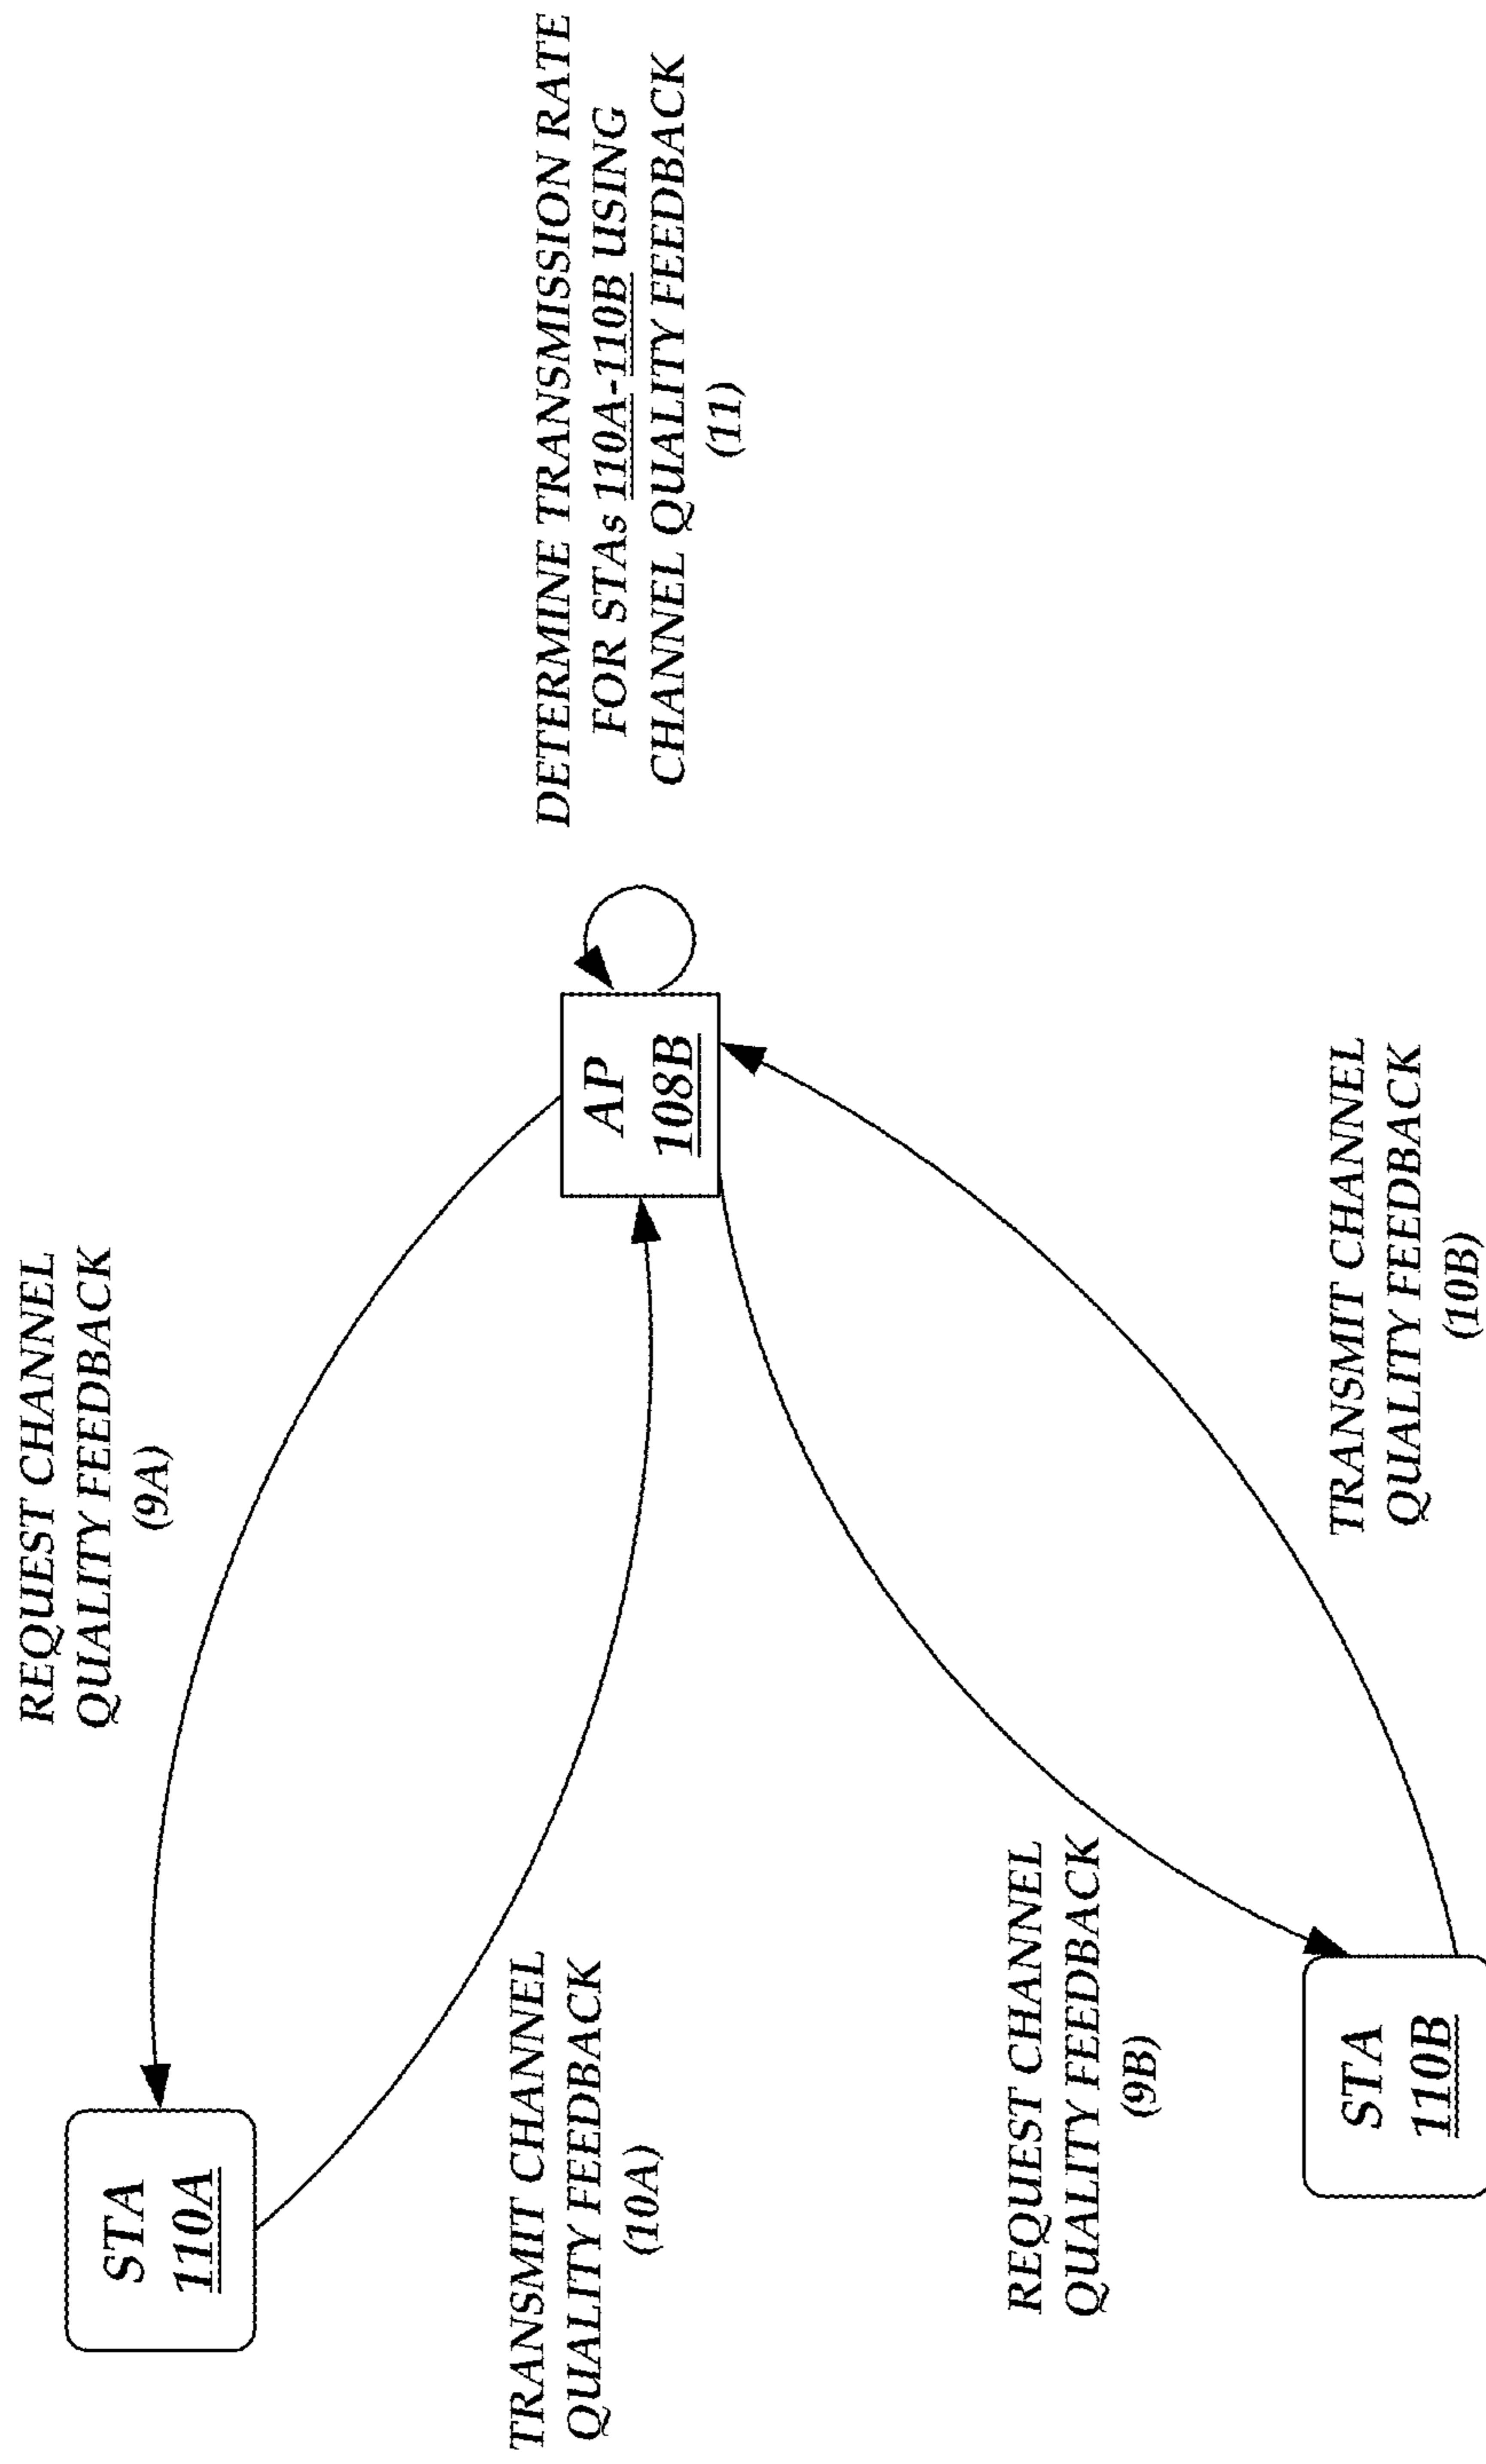 REQUEST CHANNEL
QUALITY FEEDBACK
(9A)
STA
110A
TRANSMIT CHANNEL
QUALITY FEEDBACK
(10A)
AP
108B
DETERMINE TRANSMISSION RATE
FOR STAs 110A-110B USING
CHANNEL QUALITY FEEDBACK
(11)
REQUEST CHANNEL
QUALITY FEEDBACK
(9B)
STA
110B
TRANSMIT CHANNEL
QUALITY FEEDBACK
(10B)